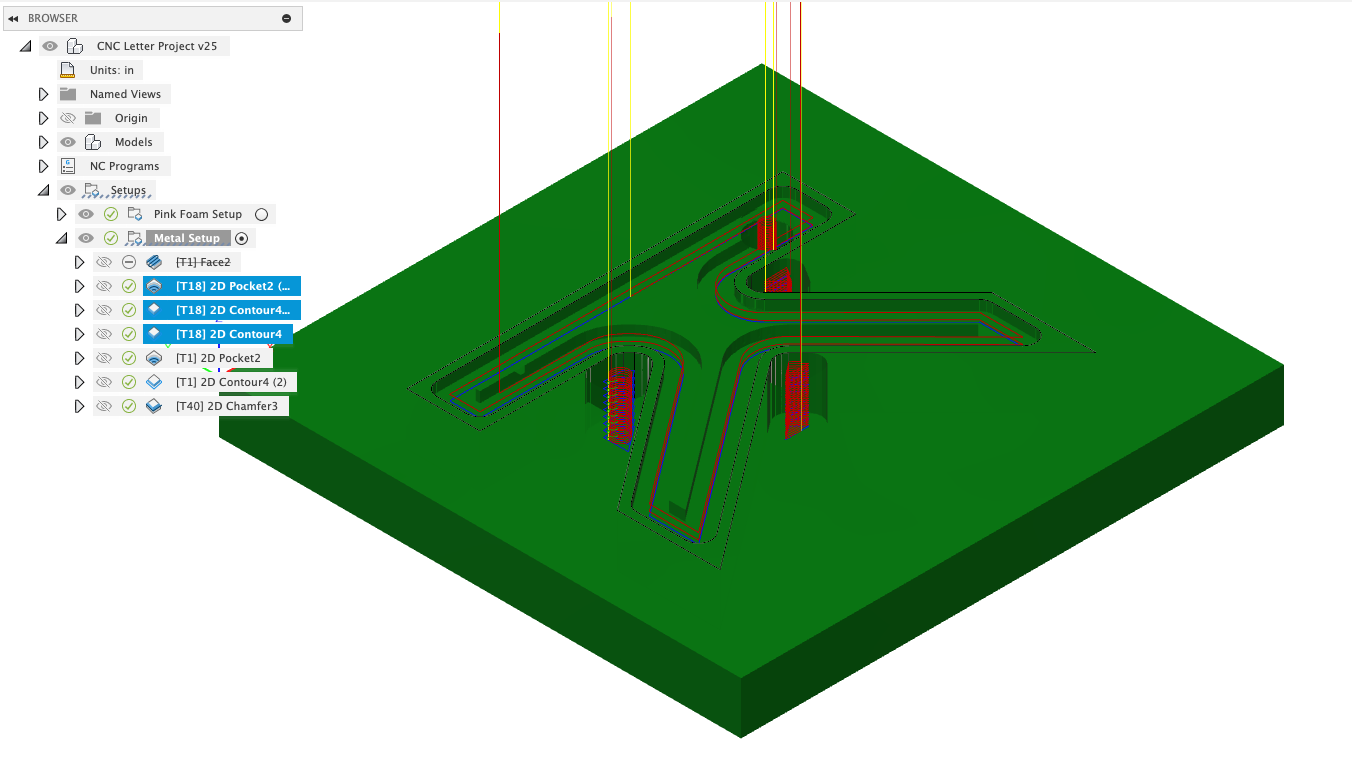 BROWSER
CNC Letter Project v25
Units: in
Named Views
Origin
Models
NC Programs
Setups
Pink Foam Setup
Metal Setup
[T1] Face2
[T18] 2D Pocket2 (...
[T18] 2D Contour4...
[T18] 2D Contour4
[T1] 2D Pocket2
[T1] 2D Contour4 (2)
[T40] 2D Chamfer3